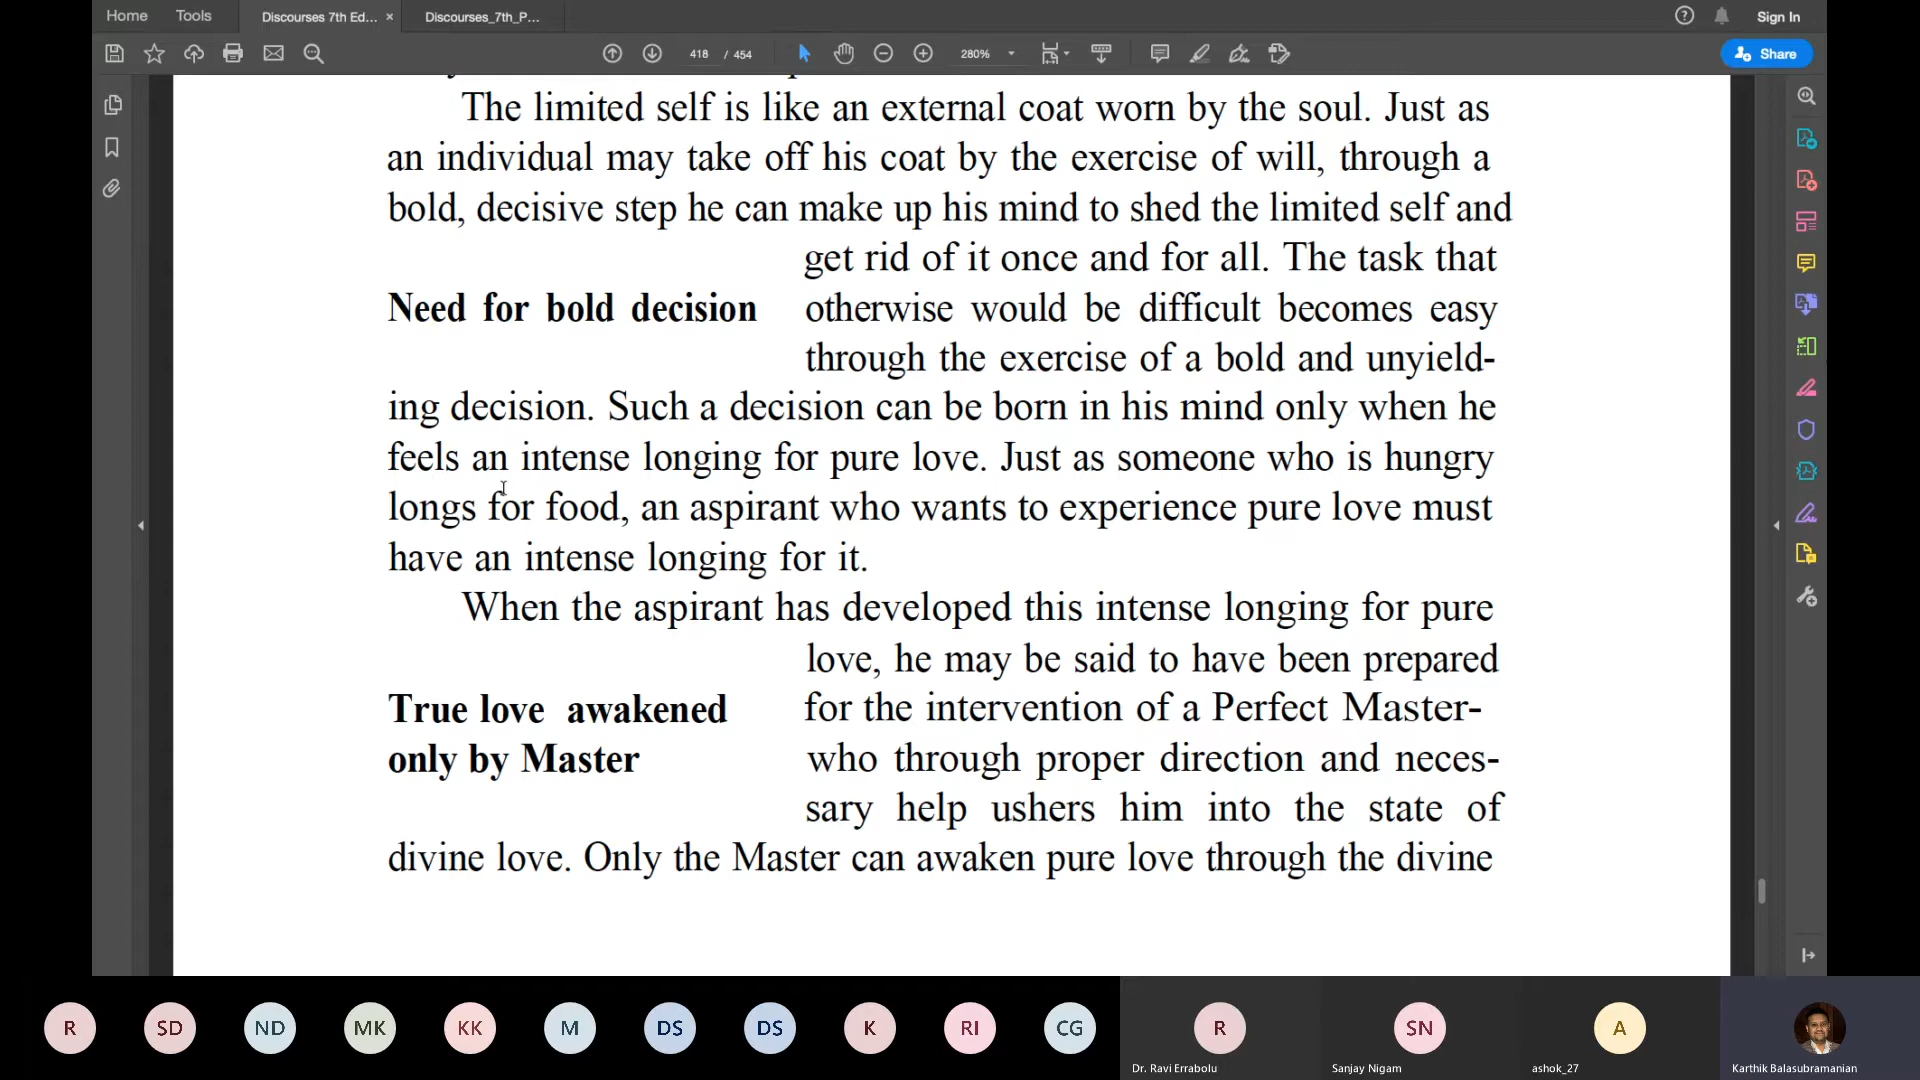 Home Tools Discourses 7th Ed... × Discourses_7th_P... Sign In
418 / 454 280% Share
The limited self is like an external coat worn by the soul. Just as
an individual may take off his coat by the exercise of will, through a
bold, decisive step he can make up his mind to shed the limited self and
get rid of it once and for all. The task that
Need for bold decision otherwise would be difficult becomes easy
through the exercise of a bold and unyield-
ing decision. Such a decision can be born in his mind only when he
feels an intense longing for pure love. Just as someone who is hungry
longs for food, an aspirant who wants to experience pure love must
have an intense longing for it.
When the aspirant has developed this intense longing for pure
love, he may be said to have been prepared
True love awakened for the intervention of a Perfect Master-
only by Master who through proper direction and neces-
sary help ushers him into the state of
divine love. Only the Master can awaken pure love through the divine
R SD ND MK KK M DS DS K RI CG R SN A
Dr. Ravi Errabolu Sanjay Nigam ashok_27 Karthik Balasubramanian